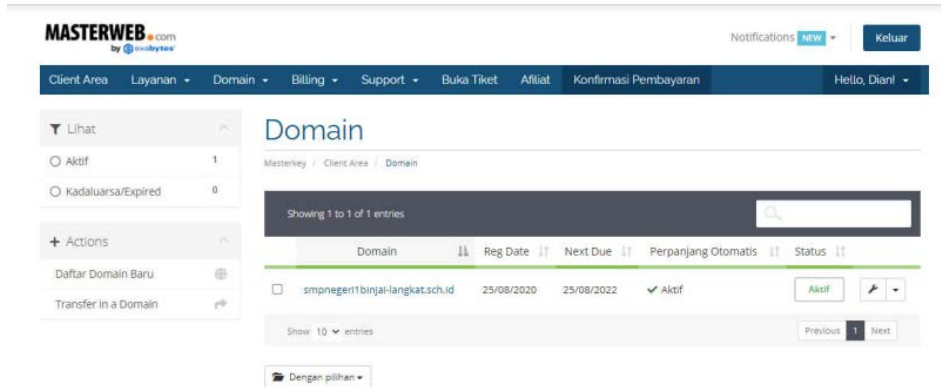 MASTERWEB.com
by exabytes
Notifications NEW
Keluar
Client Area Layanan Domain Billing Support Buka Tiket Afiliat Konfirmasi Pembayaran Hello, Dian!
Lihat
Aktif 1
Kadaluarsa/Expired 0
+ Actions
Daftar Domain Baru
Transfer in a Domain
Domain
Masterkey / Client Area / Domain
Showing 1 to 1 of 1 entries
Domain Reg Date Next Due Perpanjang Otomatis Status
smpnegeri1binjai-langkat.sch.id 25/08/2020 25/08/2022 Aktif Aktif
Show 10 entries
Previous 1 Next
Dengan pilihan